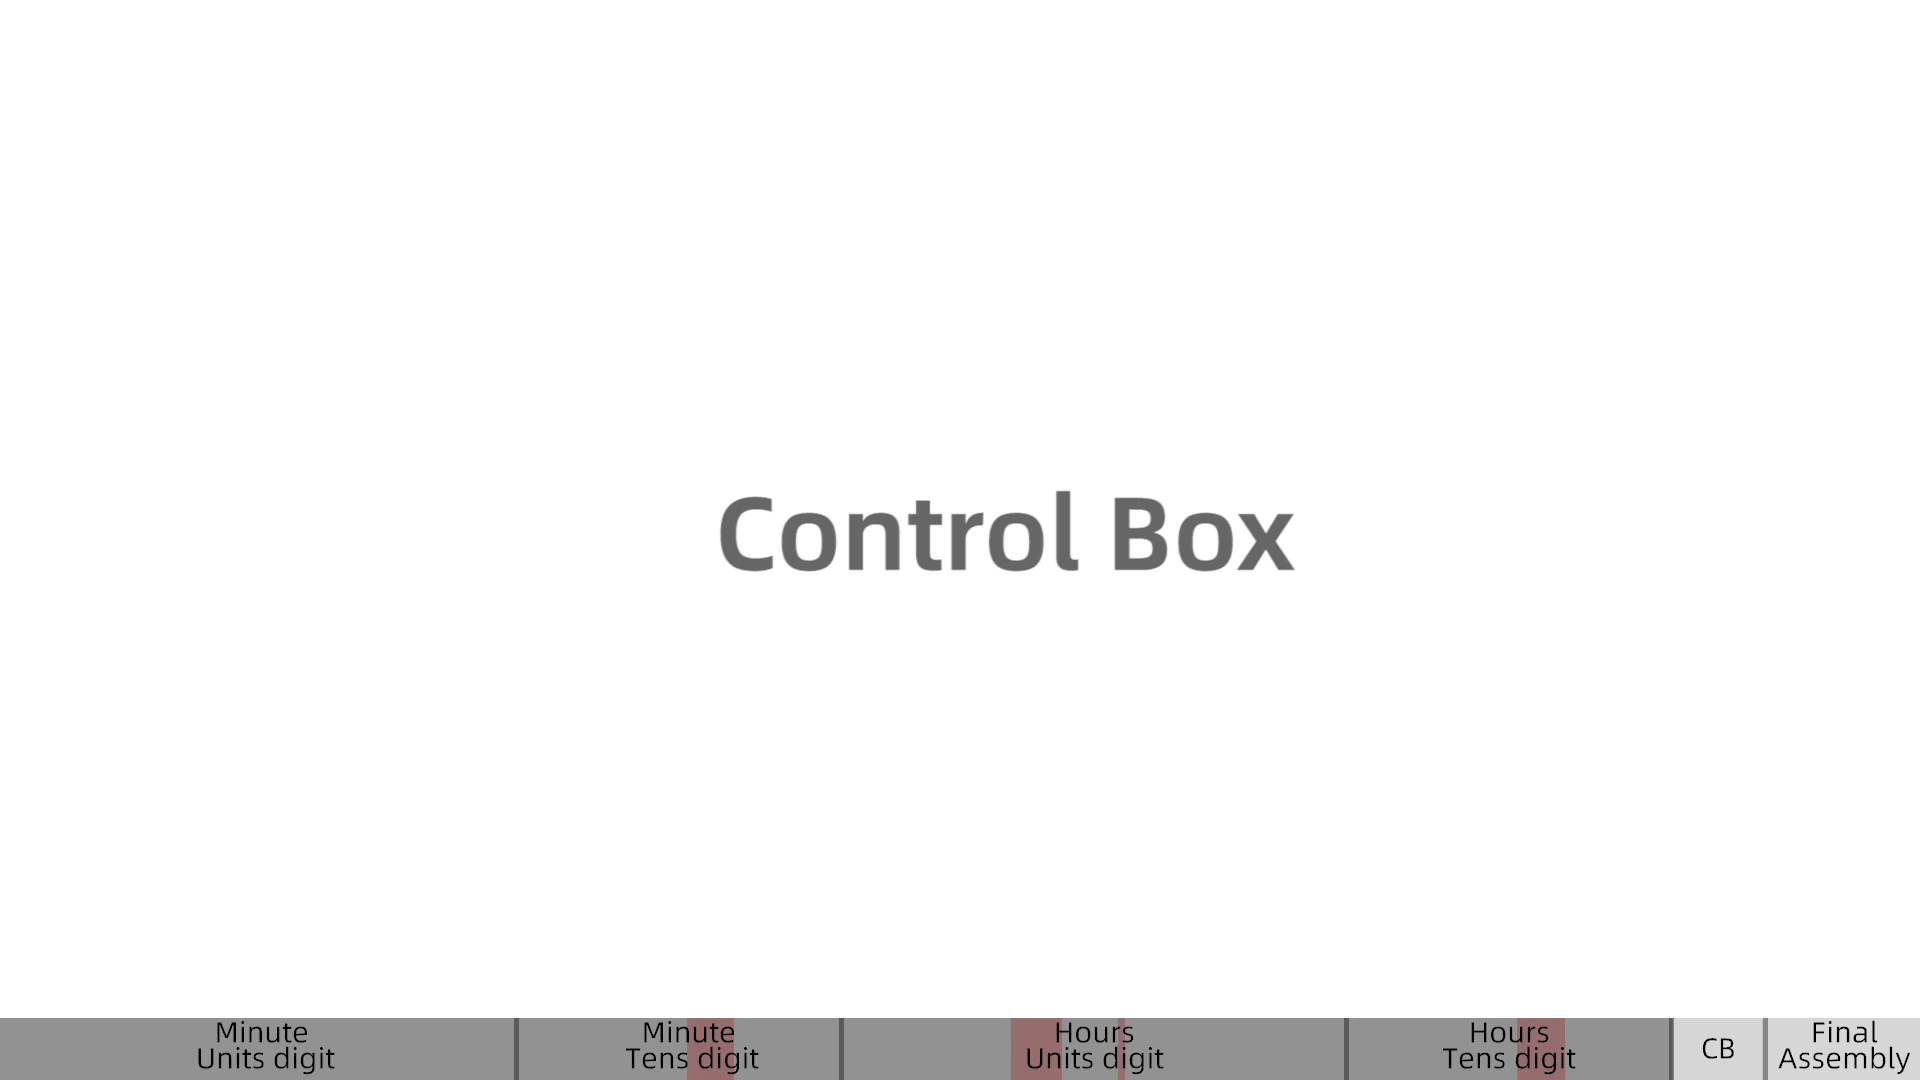 Control Box
Minute
Units digit
Minute
Tens digit
Hours
Units digit
Hours
Tens digit
CB
Final
Assembly